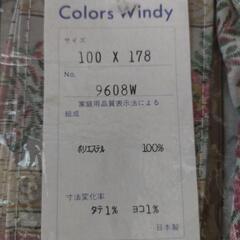 Colors Windy
サイズ
100 X 178
No.
9608W
家庭用品質表示法による
組成
ポリエステル 100%
寸法変化率
タテ1% ヨコ1%
日本製